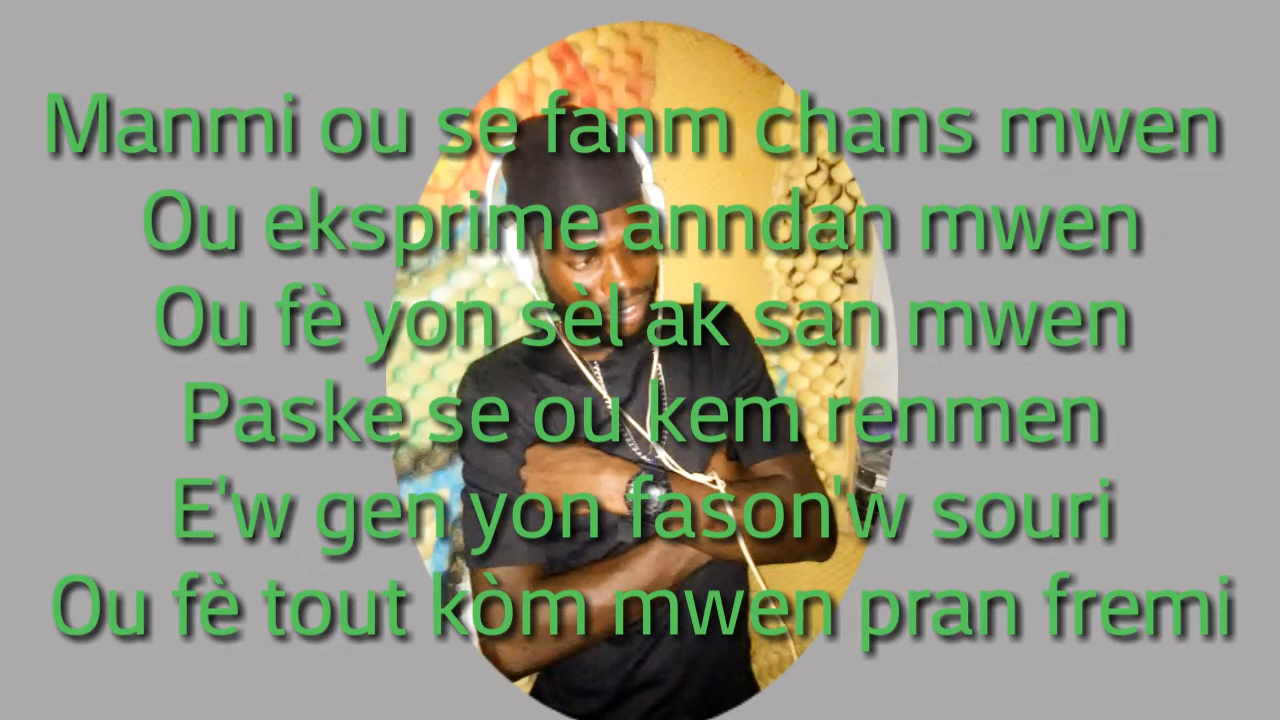 Manmi ou se fanm chans mwen
Ou eksprime anndan mwen
Ou fè yon sèl ak san mwen
Paske se ou kem renmen
E'w gen yon fason'w souri
Ou fè tout kòm mwen pran fremi